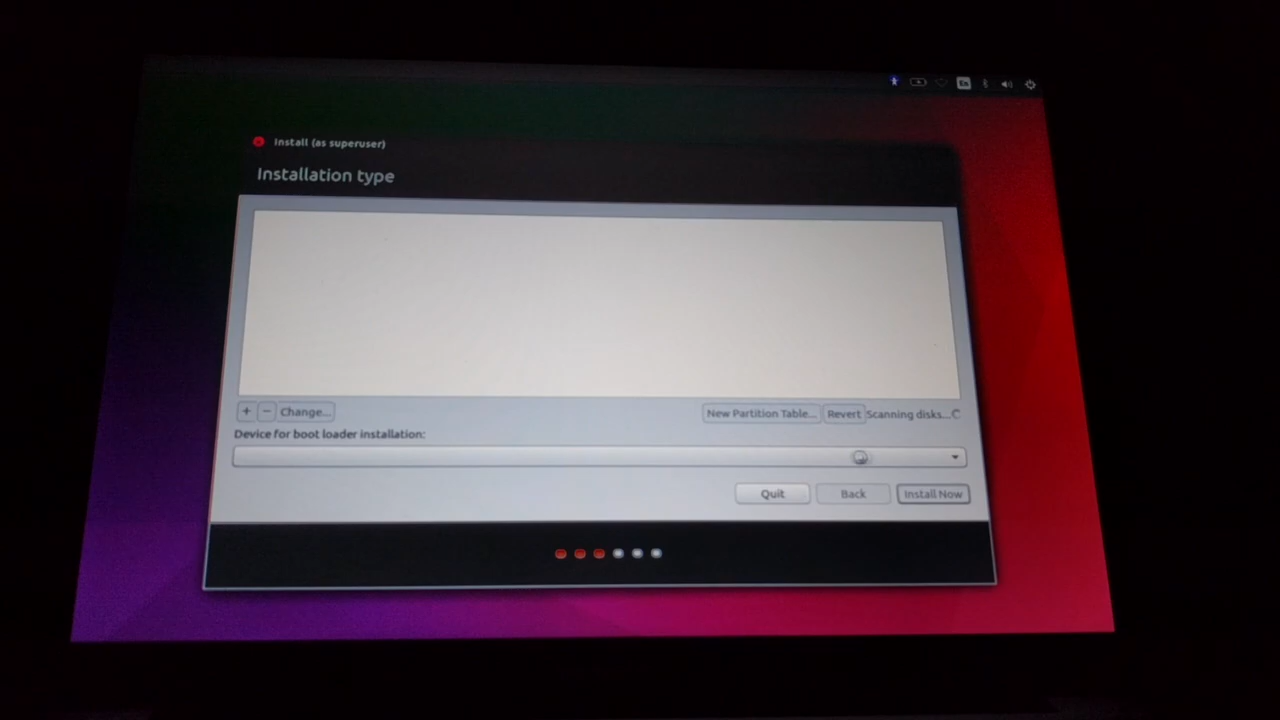 En
Install (as superuser)
Installation type
+ - Change... New Partition Table... Revert Scanning disks...
Device for boot loader installation:
Quit Back Install Now